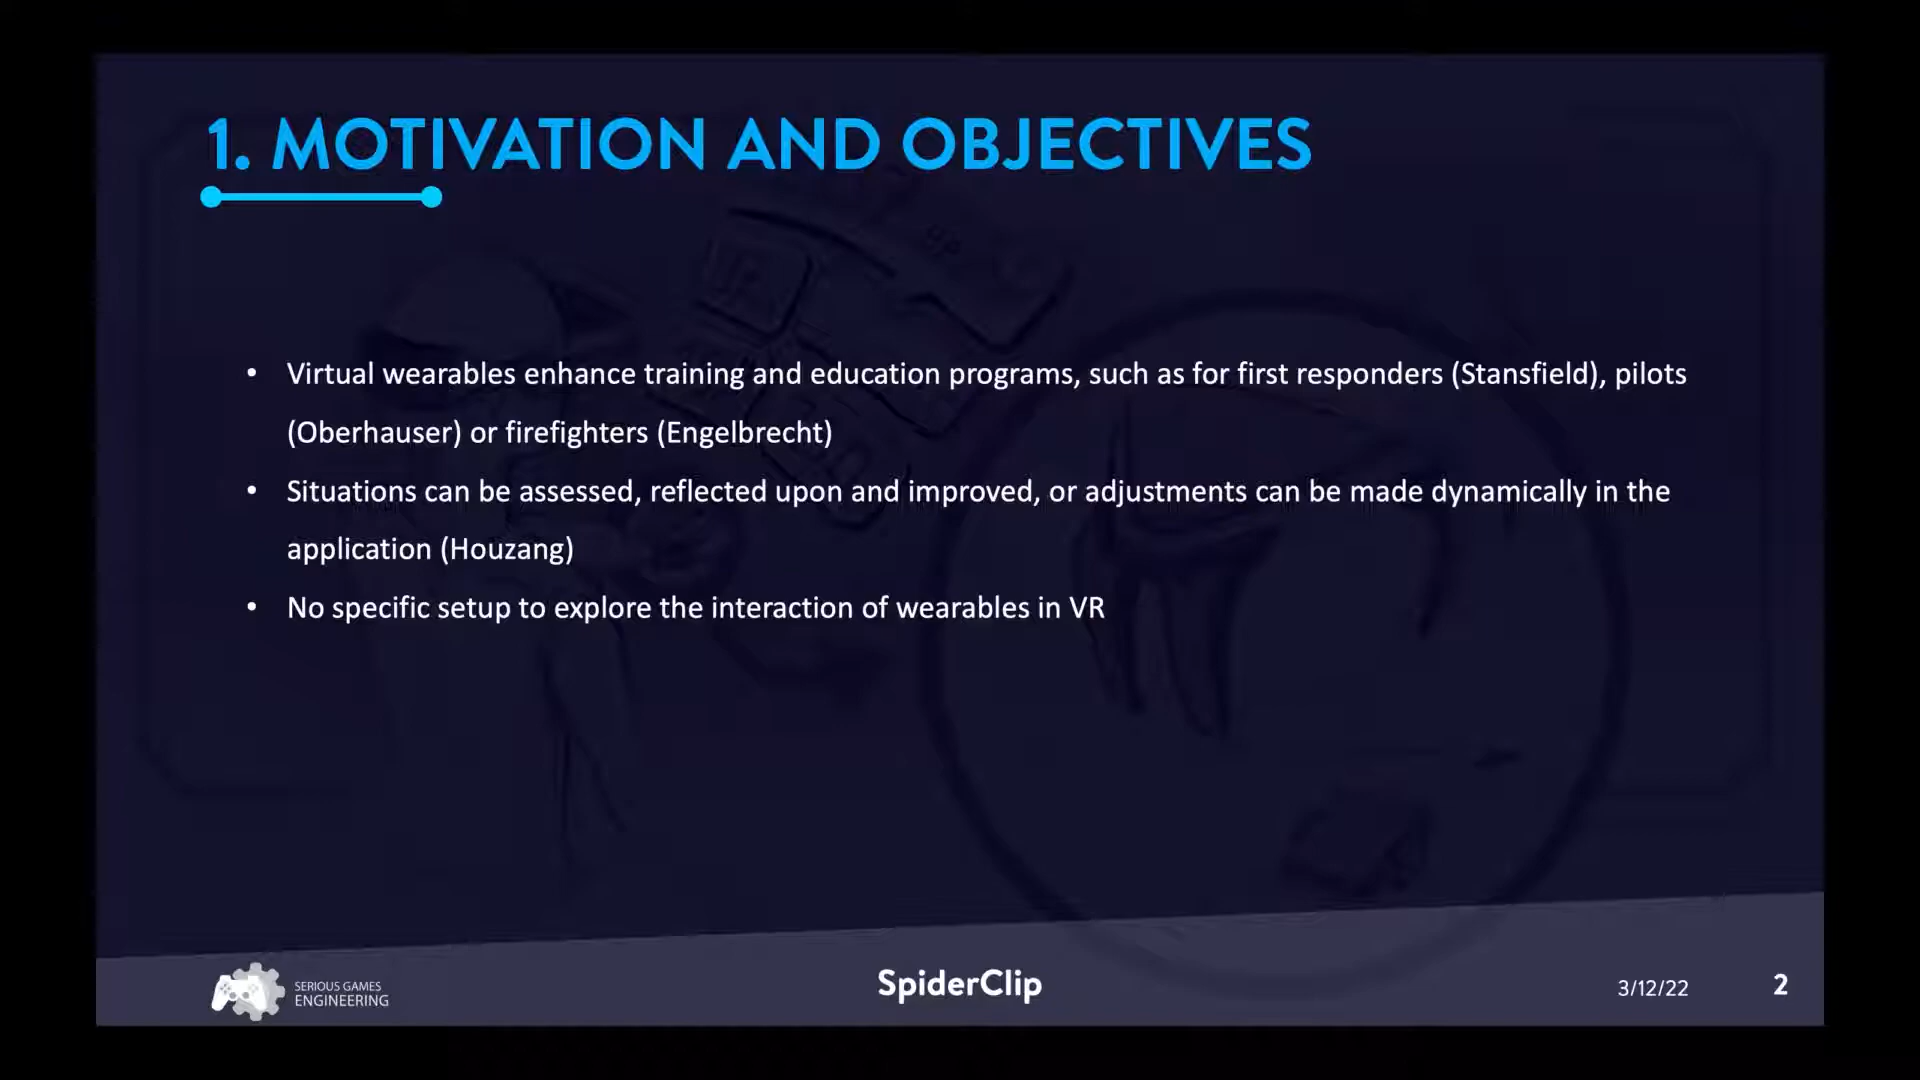 1. MOTIVATION AND OBJECTIVES
• Virtual wearables enhance training and education programs, such as for first responders (Stansfield), pilots
(Oberhauser) or firefighters (Engelbrecht)
• Situations can be assessed, reflected upon and improved, or adjustments can be made dynamically in the
application (Houzang)
• No specific setup to explore the interaction of wearables in VR
SERIOUS GAMES
ENGINEERING
SpiderClip
3/12/22
2